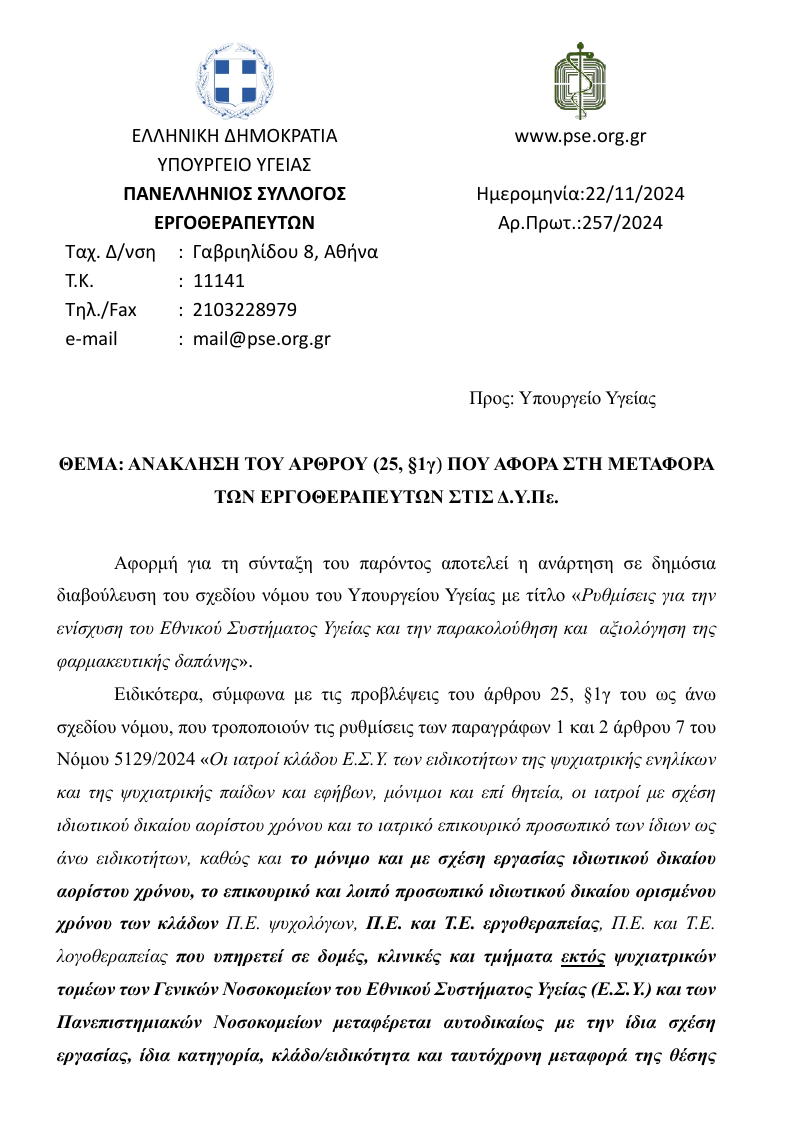 ΕΛΛΗΝΙΚΗ ΔΗΜΟΚΡΑΤΙΑ
ΥΠΟΥΡΓΕΙΟ ΥΓΕΙΑΣ
ΠΑΝΕΛΛΗΝΙΟΣ ΣΥΛΛΟΓΟΣ
ΕΡΓΟΘΕΡΑΠΕΥΤΩΝ
Ταχ. Δ/νση : Γαβριηλίδου 8, Αθήνα
Τ.Κ. : 11141
Τηλ./Fax : 2103228979
e-mail : mail@pse.org.gr
www.pse.org.gr
Ημερομηνία:22/11/2024
Αρ.Πρωτ.:257/2024
Προς: Υπουργείο Υγείας
ΘΕΜΑ: ΑΝΑΚΛΗΣΗ ΤΟΥ ΑΡΘΡΟΥ (25, §1γ) ΠΟΥ ΑΦΟΡΑ ΣΤΗ ΜΕΤΑΦΟΡΑ
ΤΩΝ ΕΡΓΟΘΕΡΑΠΕΥΤΩΝ ΣΤΙΣ Δ.Υ.Πε.
Αφορμή για τη σύνταξη του παρόντος αποτελεί η ανάρτηση σε δημόσια
διαβούλευση του σχεδίου νόμου του Υπουργείου Υγείας με τίτλο «Ρυθμίσεις για την
ενίσχυση του Εθνικού Συστήματος Υγείας και την παρακολούθηση και αξιολόγηση της
φαρμακευτικής δαπάνης».
Ειδικότερα, σύμφωνα με τις προβλέψεις του άρθρου 25, §1γ του ως άνω
σχεδίου νόμου, που τροποποιούν τις ρυθμίσεις των παραγράφων 1 και 2 άρθρου 7 του
Νόμου 5129/2024 «Οι ιατροί κλάδου Ε.Σ.Υ. των ειδικοτήτων της ψυχιατρικής ενηλίκων
και της ψυχιατρικής παίδων και εφήβων, μόνιμοι και επί θητεία, οι ιατροί με σχέση
ιδιωτικού δικαίου αορίστου χρόνου και το ιατρικό επικουρικό προσωπικό των ίδιων ως
άνω ειδικοτήτων, καθώς και το μόνιμο και με σχέση εργασίας ιδιωτικού δικαίου
αορίστου χρόνου, το επικουρικό και λοιπό προσωπικό ιδιωτικού δικαίου ορισμένου
χρόνου των κλάδων Π.Ε. ψυχολόγων, Π.Ε. και Τ.Ε. εργοθεραπείας, Π.Ε. και Τ.Ε.
λογοθεραπείας που υπηρετεί σε δομές, κλινικές και τμήματα εκτός ψυχιατρικών
τομέων των Γενικών Νοσοκομείων του Εθνικού Συστήματος Υγείας (Ε.Σ.Υ.) και των
Πανεπιστημιακών Νοσοκομείων μεταφέρεται αυτοδικαίως με την ίδια σχέση
εργασίας, ίδια κατηγορία, κλάδο/ειδικότητα και ταυτόχρονη μεταφορά της θέσης